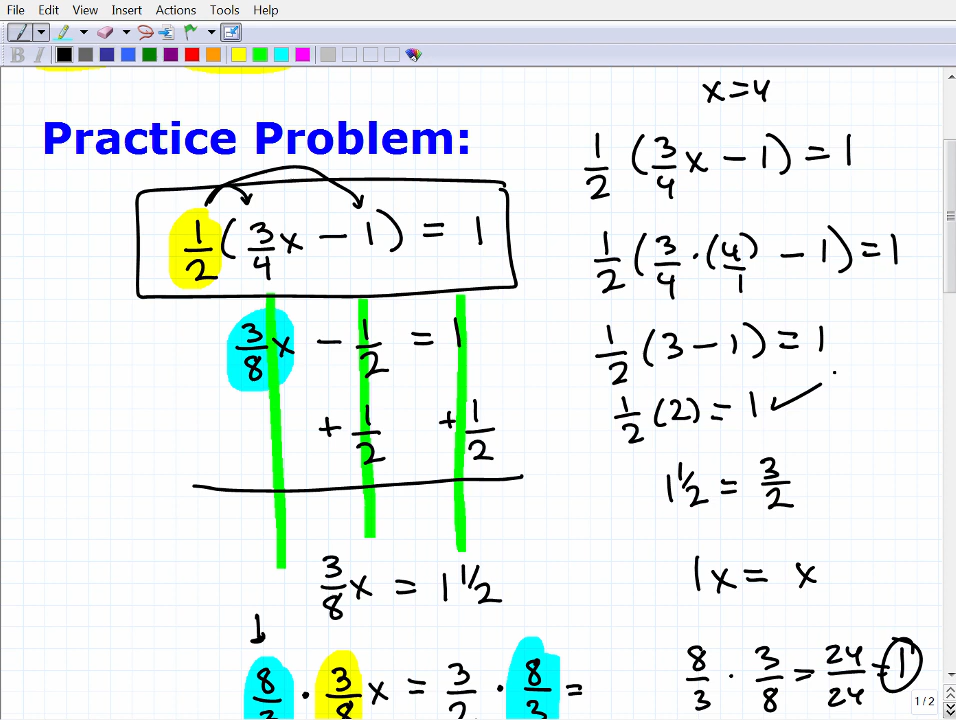 File Edit View Insert Actions Tools Help
B I
Practice Problem:
1/2 (3/4 x − 1) = 1
3/8 x − 1/2 = 1
+ 1/2 + 1/2
3/8 x = 1 1/2
8/3 · 3/8 x = 3/2 · 8/3 =
x = 4
1/2 (3/4 x − 1) = 1
1/2 (3/4 · (4/1) − 1) = 1
1/2 (3 − 1) = 1
1/2 (2) = 1 ✓
1 1/2 = 3/2
1x = x
8/3 · 3/8 = 24/24 = 1
1 / 2